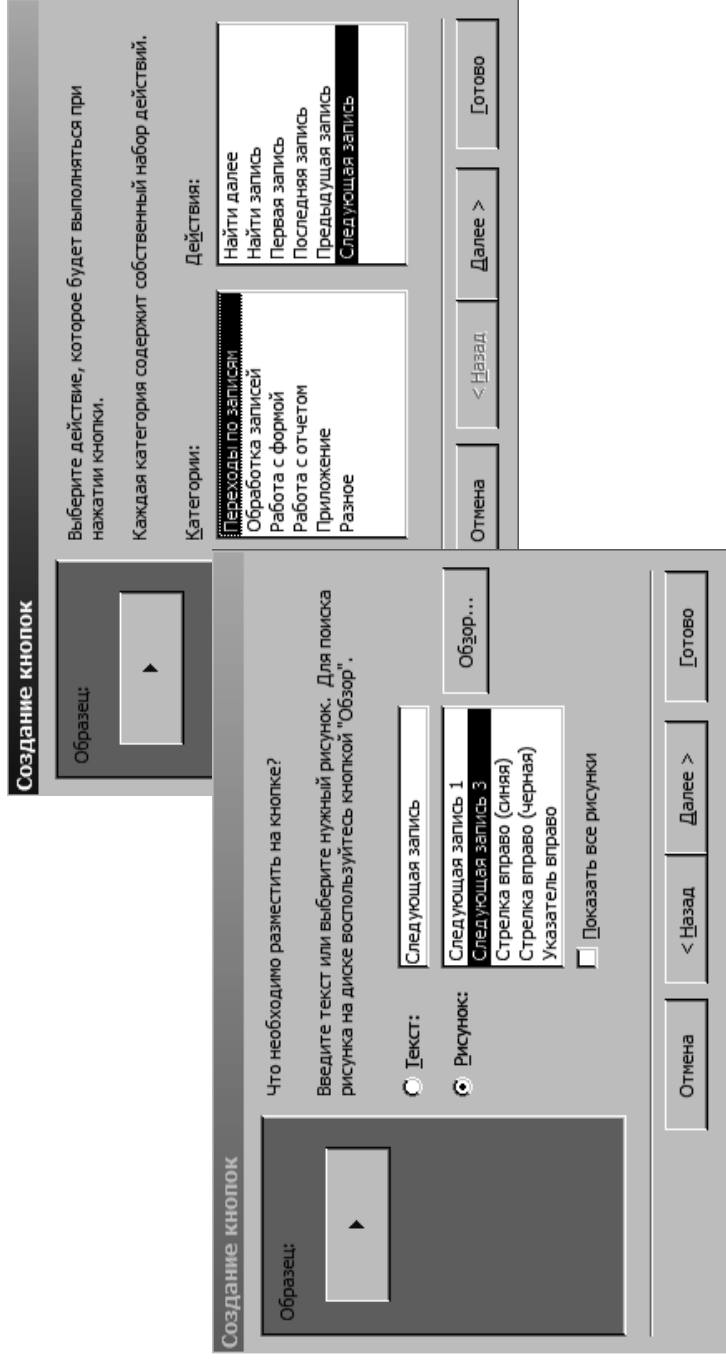 Создание кнопок
Образец:
Выберите действие, которое будет выполняться при
нажатии кнопки.
Каждая категория содержит собственный набор действий.
Категории:
Действия:
Переходы по записям
Обработка записей
Работа с формой
Работа с отчетом
Приложение
Разное
Найти далее
Найти запись
Первая запись
Последняя запись
Предыдущая запись
Следующая запись
Отмена
< Назад
Далее >
Готово
Создание кнопок
Образец:
Что необходимо разместить на кнопке?
Введите текст или выберите нужный рисунок. Для поиска
рисунка на диске воспользуйтесь кнопкой "Обзор".
Текст:
Следующая запись
Рисунок:
Следующая запись 1
Следующая запись 3
Стрелка вправо (синяя)
Стрелка вправо (черная)
Указатель вправо
Обзор...
Показать все рисунки
Отмена
< Назад
Далее >
Готово